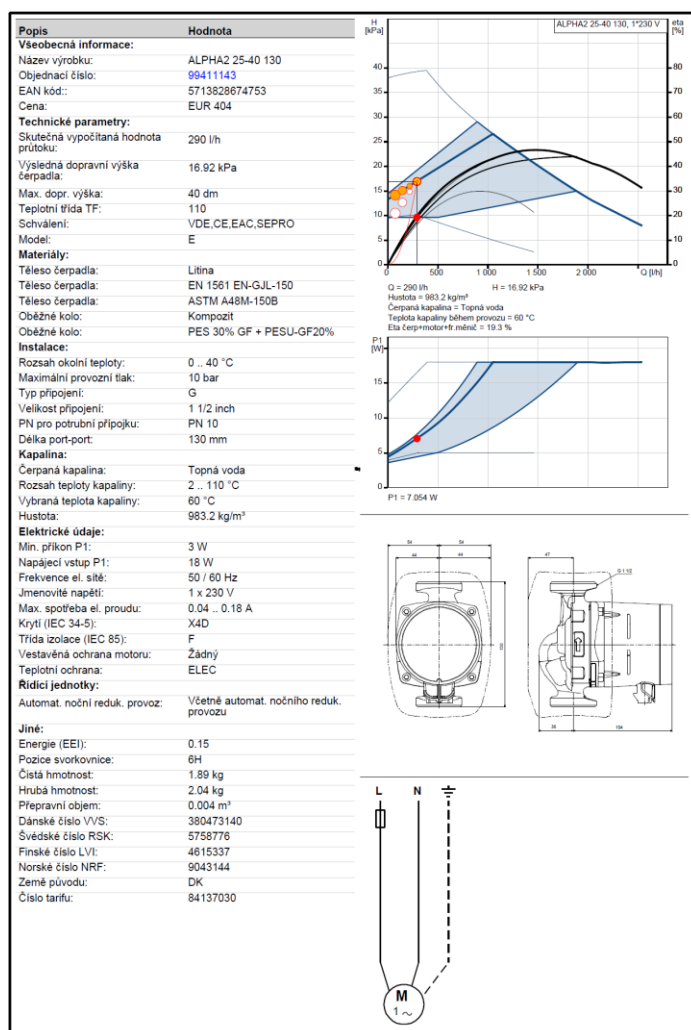 Popis Hodnota
Všeobecná informace:
Název výrobku: ALPHA2 25-40 130
Objednací číslo: 99411143
EAN kód:: 5713828674753
Cena: EUR 404
Technické parametry:
Skutečná vypočítaná hodnota
průtoku: 290 l/h
Výsledná dopravní výška
čerpadla: 16.92 kPa
Max. dopr. výška: 40 dm
Teplotní třída TF: 110
Schválení: VDE,CE,EAC,SEPRO
Model: E
Materiály:
Těleso čerpadla: Litina
Těleso čerpadla: EN 1561 EN-GJL-150
Těleso čerpadla: ASTM A48M-150B
Oběžné kolo: Kompozit
Oběžné kolo: PES 30% GF + PESU-GF20%
Instalace:
Rozsah okolní teploty: 0 .. 40 °C
Maximální provozní tlak: 10 bar
Typ připojení: G
Velikost připojení: 1 1/2 inch
PN pro potrubní přípojku: PN 10
Délka port-port: 130 mm
Kapalina:
Čerpaná kapalina: Topná voda
Rozsah teploty kapaliny: 2 .. 110 °C
Vybraná teplota kapaliny: 60 °C
Hustota: 983.2 kg/m³
Elektrické údaje:
Min. příkon P1: 3 W
Napájecí vstup P1: 18 W
Frekvence el. sítě: 50 / 60 Hz
Jmenovité napětí: 1 x 230 V
Max. spotřeba el. proudu: 0.04 .. 0.18 A
Krytí (IEC 34-5): X4D
Třída izolace (IEC 85): F
Vestavěná ochrana motoru: Žádný
Teplotní ochrana: ELEC
Řídicí jednotky:
Automat. noční reduk. provoz: Včetně automat. nočního reduk.
provozu
Jiné:
Energie (EEI): 0.15
Pozice svorkovnice: 6H
Čistá hmotnost: 1.89 kg
Hrubá hmotnost: 2.04 kg
Přepravní objem: 0.004 m³
Dánské číslo VVS: 380473140
Švédské číslo RSK: 5758776
Finské číslo LVI: 4615337
Norské číslo NRF: 9043144
Země původu: DK
Číslo tarifu: 84137030
H
[kPa]
ALPHA2 25-40 130, 1*230 V
eta
[%]
45
40 80
35 70
30 60
25 50
20 40
15 30
10 20
5 10
0 0
0 500 1 000 1 500 2 000 Q [l/h]
Q = 290 l/h H = 16.92 kPa
Hustota = 983.2 kg/m³
Čerpaná kapalina = Topná voda
Teplota kapaliny během provozu = 60 °C
Eta čerp+motor+fr.měnič = 19.3 %
P1
[W]
15
10
5
0
P1 = 7.054 W
54 54
44 44
47
G 1 1/2
104
L N
M
1 ~